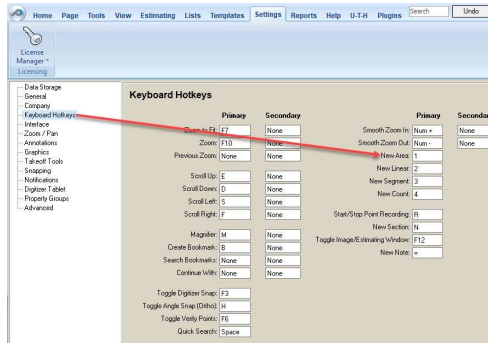 Home Page Tools View Estimating Lists Templates Settings Reports Help U-T-H Plugins Search Undo
License
Manager
Licensing
Data Storage
General
Company
Keyboard Hotkeys
Interface
Zoom / Pan
Annotations
Graphics
Takeoff Tools
Snapping
Notifications
Digitizer Tablet
Property Groups
Advanced
Keyboard Hotkeys
Primary Secondary Primary Secondar
Zoom to Fit: F7 None Smooth Zoom In: Num + None
Zoom: F10 None Smooth Zoom Out: Num - None
Previous Zoom: None None New Area: 1
New Linear: 2
Scroll Up: E None New Segment: 3
Scroll Down: D None New Count: 4
Scroll Left: S None
Scroll Right: F None Start/Stop Point Recording: R
New Section: N
Magnifier: M None Toggle Image/Estimating Window: F12
Create Bookmark: B None New Note: =
Search Bookmarks: None None
Continue With: None None
Toggle Digitizer Snap: F3
Toggle Angle Snap (Ortho): H
Toggle Verify Points: F6
Quick Search: Space